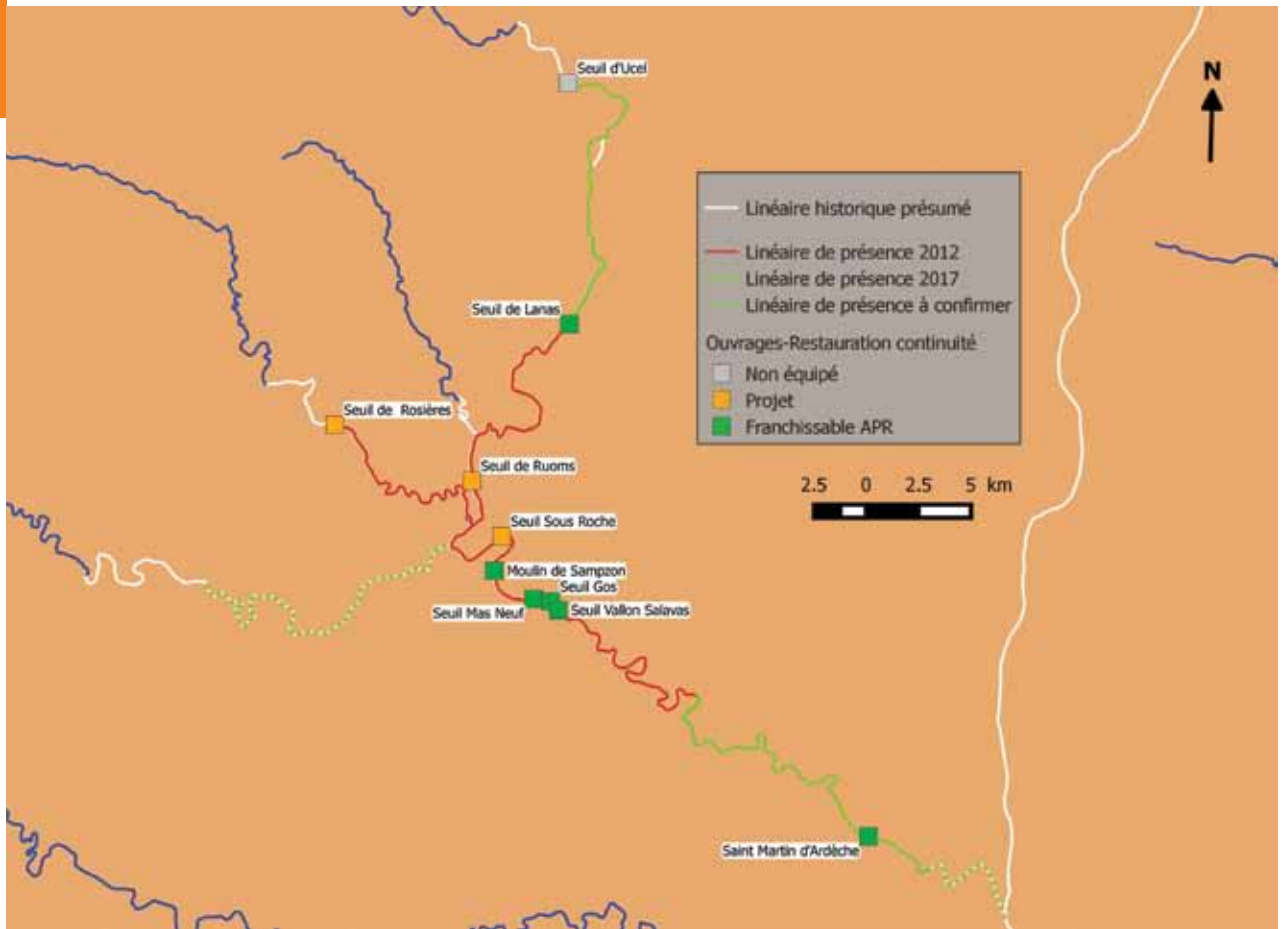 Seuil d'Ucel
N
Linéaire historique présumé
Linéaire de présence 2012
Linéaire de présence 2017
Linéaire de présence à confirmer
Ouvrages-Restauration continuité
Non équipé
Projet
Franchissable APR
Seuil de Lanas
Seuil de Rosières
Seuil de Ruoms
2.5 0 2.5 5 km
Seuil Sous Roche
Moulin de Sampzon
Seuil Gos
Seuil Mas Neuf
Seuil Vallon Salavas
Saint Martin d'Ardèche